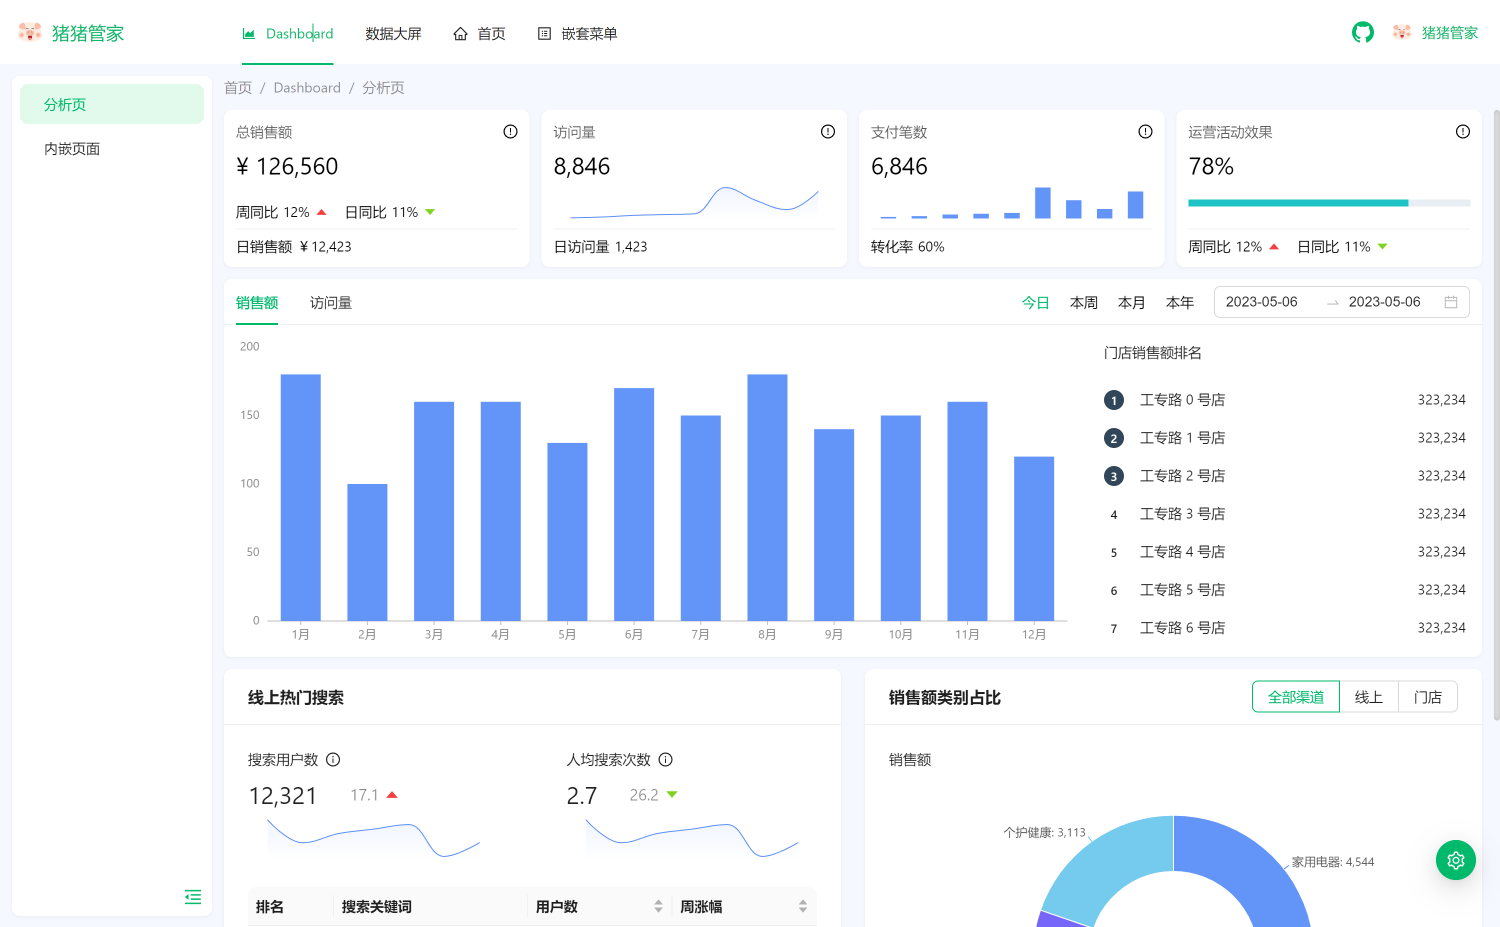 猪猪管家
Dashboard 数据大屏 首页 嵌套菜单
猪猪管家
分析页
内嵌页面
首页 / Dashboard / 分析页
总销售额
¥ 126,560
周同比 12% 日同比 11%
日销售额 ¥ 12,423
访问量
8,846
日访问量 1,423
支付笔数
6,846
转化率 60%
运营活动效果
78%
周同比 12% 日同比 11%
销售额 访问量
今日 本周 本月 本年 2023-05-06 → 2023-05-06
200
150
100
50
0
1月 2月 3月 4月 5月 6月 7月 8月 9月 10月 11月 12月
门店销售额排名
1 工专路 0 号店 323,234
2 工专路 1 号店 323,234
3 工专路 2 号店 323,234
4 工专路 3 号店 323,234
5 工专路 4 号店 323,234
6 工专路 5 号店 323,234
7 工专路 6 号店 323,234
线上热门搜索
搜索用户数
12,321 17.1
人均搜索次数
2.7 26.2
排名 搜索关键词 用户数 周涨幅
销售额类别占比
全部渠道 线上 门店
销售额
个护健康: 3,113
家用电器: 4,544